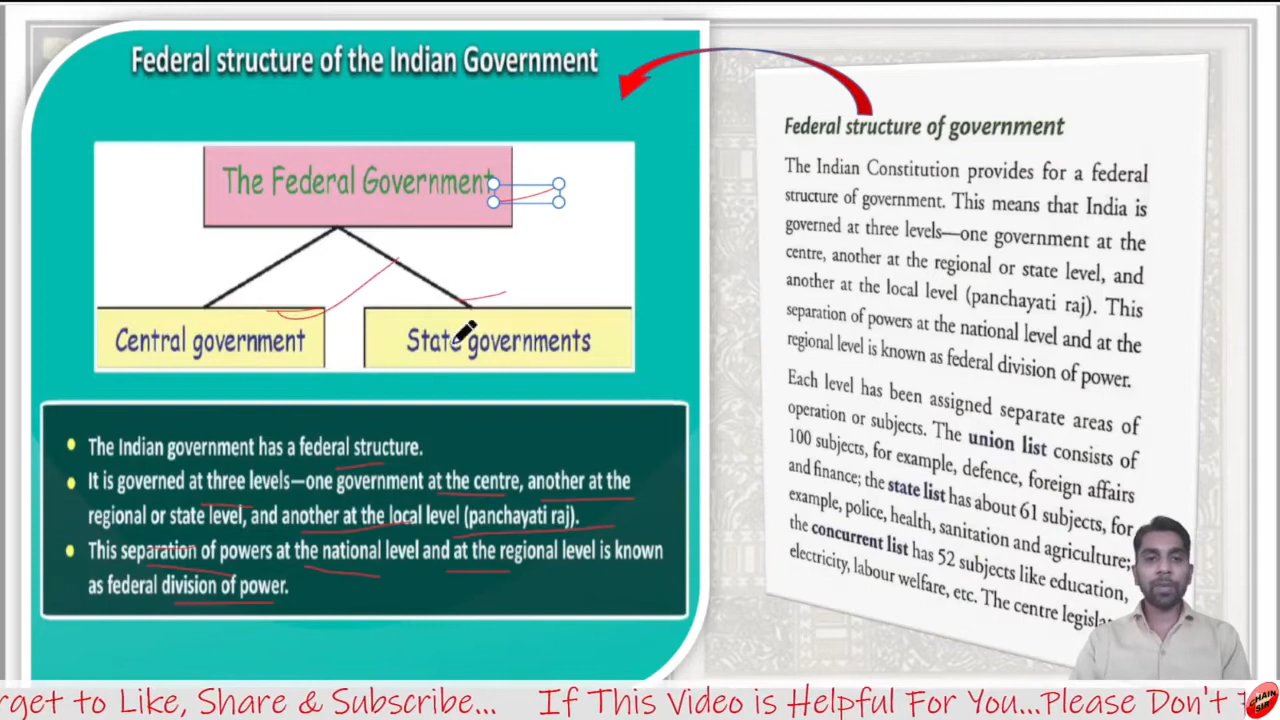 Federal structure of the Indian Government
The Federal Government
Central government
State governments
The Indian government has a federal structure.
It is governed at three levels—one government at the centre, another at the
regional or state level, and another at the local level (panchayati raj).
This separation of powers at the national level and at the regional level is known
as federal division of power.
Federal structure of government
The Indian Constitution provides for a federal
structure of government. This means that India is
governed at three levels—one government at the
centre, another at the regional or state level, and
another at the local level (panchayati raj). This
separation of powers at the national level and at the
regional level is known as federal division of power.
Each level has been assigned separate areas of
operation or subjects. The union list consists of
100 subjects, for example, defence, foreign affairs
and finance; the state list has about 61 subjects, for
example, police, health, sanitation and agriculture;
the concurrent list has 52 subjects like education,
electricity, labour welfare, etc. The centre
rget to Like, Share & Subscribe... If This Video is Helpful For You...Please Don't
CHAIN
SIR